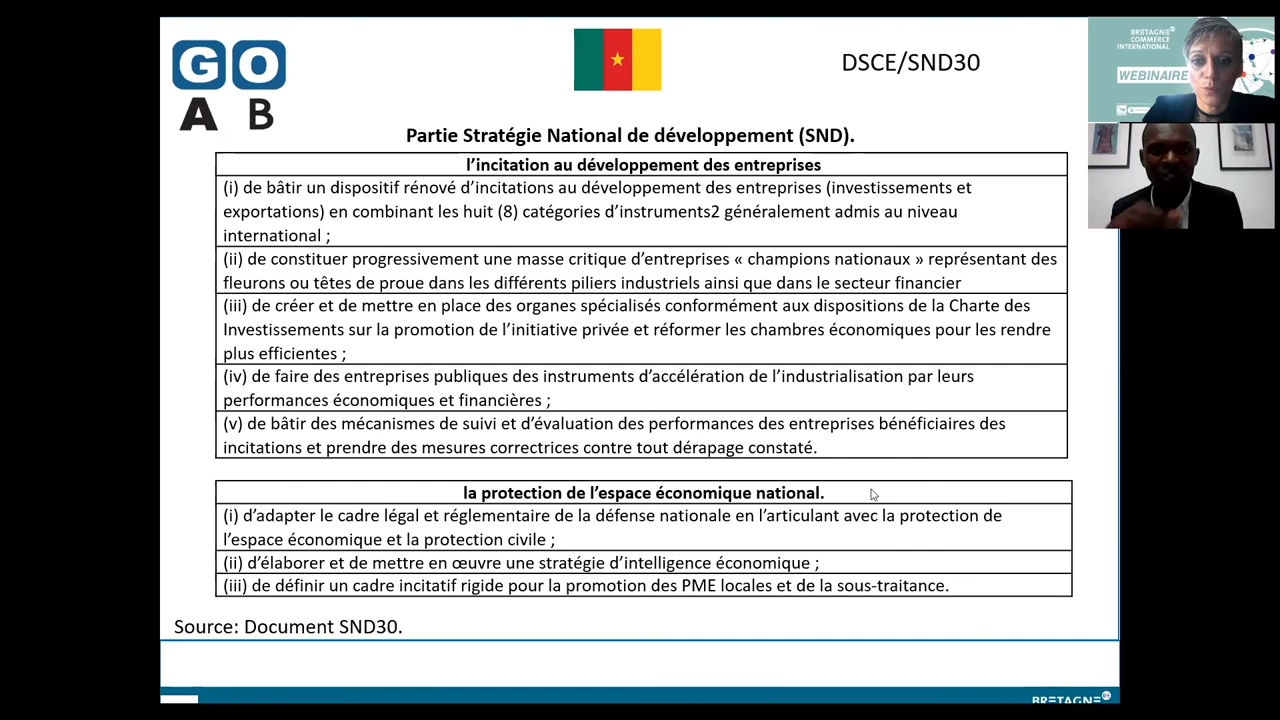 GO
A B
DSCE/SND30
BRETAGNE
COMMERCE
INTERNATIONAL
WEBINAIRE
Partie Stratégie National de développement (SND).
l’incitation au développement des entreprises
(i) de bâtir un dispositif rénové d’incitations au développement des entreprises (investissements et
exportations) en combinant les huit (8) catégories d’instruments2 généralement admis au niveau
international ;
(ii) de constituer progressivement une masse critique d’entreprises « champions nationaux » représentant des
fleurons ou têtes de proue dans les différents piliers industriels ainsi que dans le secteur financier
(iii) de créer et de mettre en place des organes spécialisés conformément aux dispositions de la Charte des
Investissements sur la promotion de l’initiative privée et réformer les chambres économiques pour les rendre
plus efficientes ;
(iv) de faire des entreprises publiques des instruments d’accélération de l’industrialisation par leurs
performances économiques et financières ;
(v) de bâtir des mécanismes de suivi et d’évaluation des performances des entreprises bénéficiaires des
incitations et prendre des mesures correctrices contre tout dérapage constaté.
la protection de l’espace économique national.
(i) d’adapter le cadre légal et réglementaire de la défense nationale en l’articulant avec la protection de
l’espace économique et la protection civile ;
(ii) d’élaborer et de mettre en œuvre une stratégie d’intelligence économique ;
(iii) de définir un cadre incitatif rigide pour la promotion des PME locales et de la sous-traitance.
Source: Document SND30.
BRETAGNE